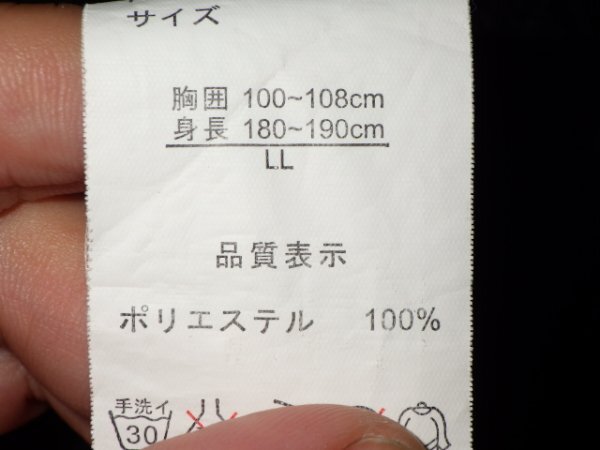 サイズ
胸囲 100~108cm
身長 180~190cm
LL
品質表示
ポリエステル 100%
手洗イ
30